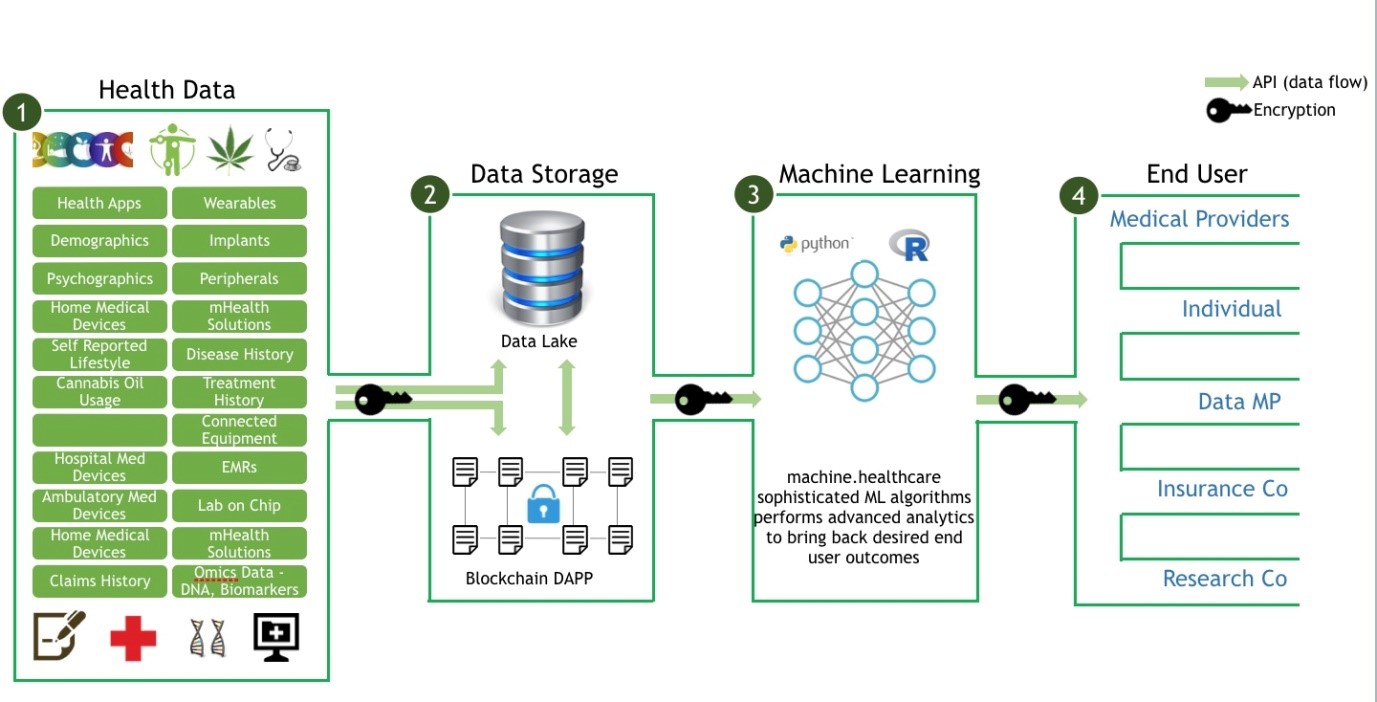 API (data flow)
Encryption
1
Health Data
Health Apps
Wearables
Demographics
Implants
Psychographics
Peripherals
Home Medical
Devices
mHealth
Solutions
Self Reported
Lifestyle
Disease History
Cannabis Oil
Usage
Treatment
History
Connected
Equipment
Hospital Med
Devices
EMRs
Ambulatory Med
Devices
Lab on Chip
Home Medical
Devices
mHealth
Solutions
Claims History
Omics Data -
DNA, Biomarkers
2
Data Storage
Data Lake
Blockchain DAPP
3
Machine Learning
python
R
machine.healthcare
sophisticated ML algorithms
performs advanced analytics
to bring back desired end
user outcomes
4
End User
Medical Providers
Individual
Data MP
Insurance Co
Research Co